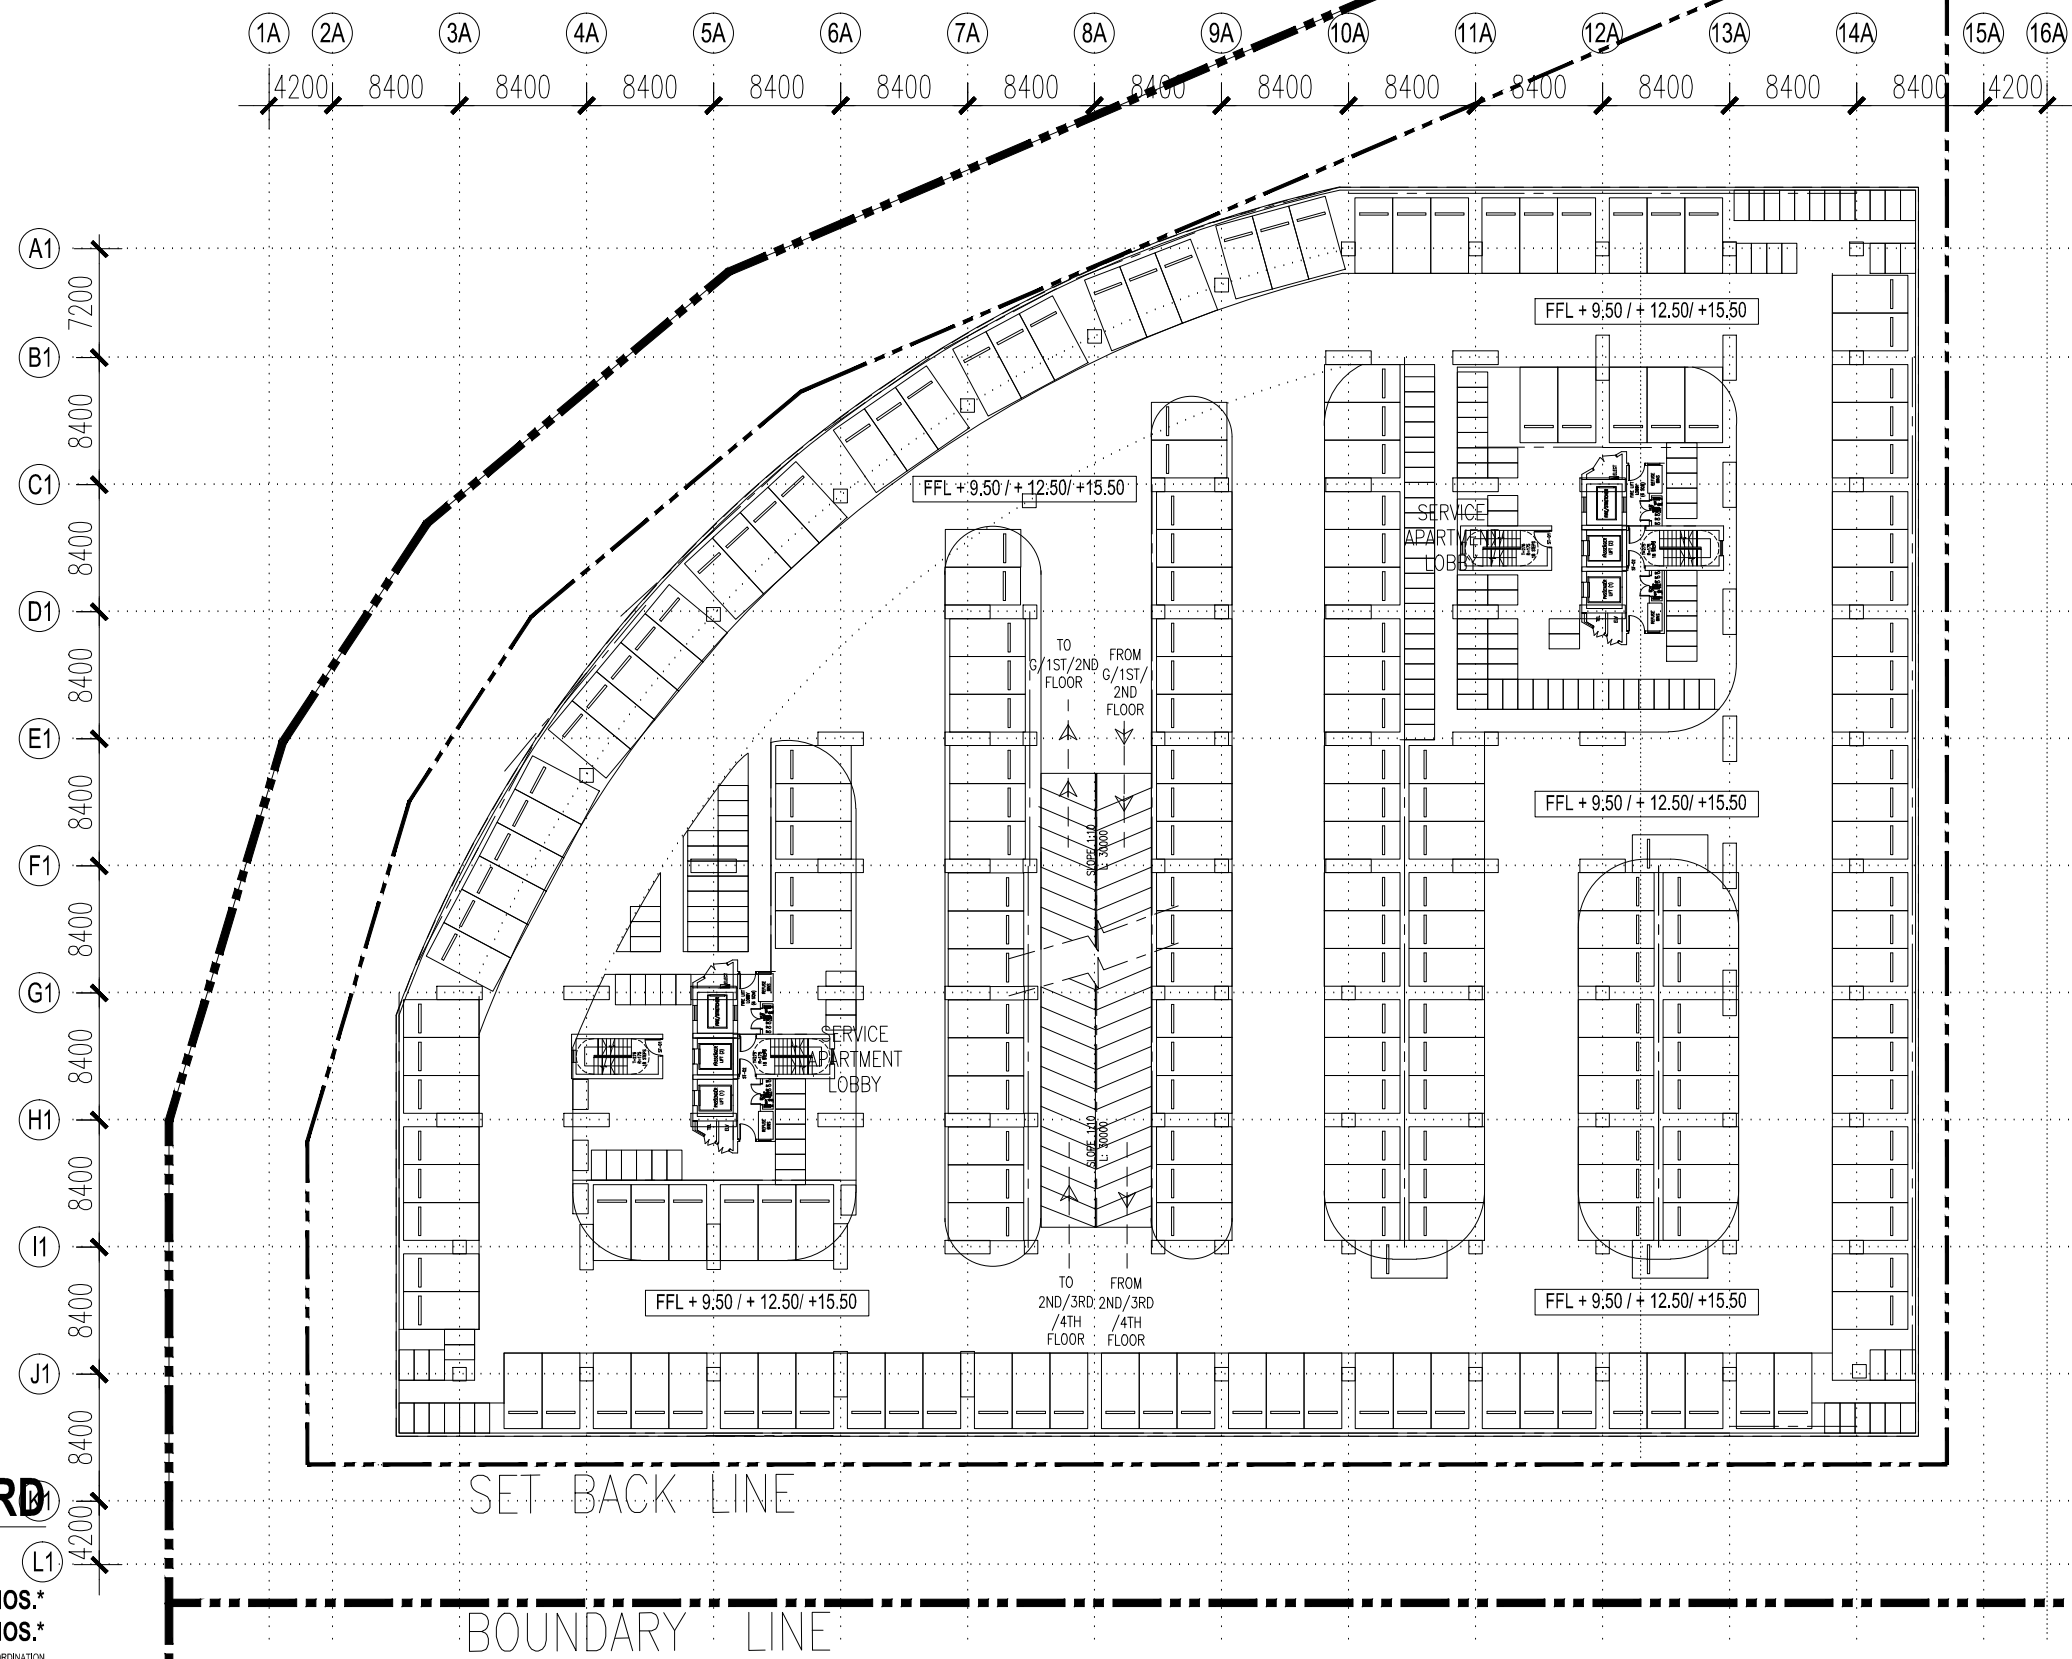 1A 2A 3A 4A 5A 6A 7A 8A 9A 10A 11A 12A 13A 14A 15A 16A
4200 8400 8400 8400 8400 8400 8400 8400 8400 8400 8400 8400 8400 8400 4200
A1
7200
B1
8400
C1
8400
D1
8400
E1
8400
F1
8400
G1
8400
H1
8400
I1
8400
J1
8400
K1
4200
L1
FFL + 9.50 / + 12.50/ +15.50
FFL + 9.50 / + 12.50/ +15.50
SERVICE
APARTMENT
LOBBY
TO
G/1ST/2ND
FLOOR
FROM
G/1ST/
2ND
FLOOR
FFL + 9.50 / + 12.50/ +15.50
SLOPE 1:10
L: 30000
SERVICE
APARTMENT
LOBBY
SLOPE 1:10
L: 30000
TO
2ND/3RD
/4TH
FLOOR
FROM
2ND/3RD
/4TH
FLOOR
FFL + 9.50 / + 12.50/ +15.50
FFL + 9.50 / + 12.50/ +15.50
SET BACK LINE
RD
NOS.*
NOS.*
BOUNDARY LINE